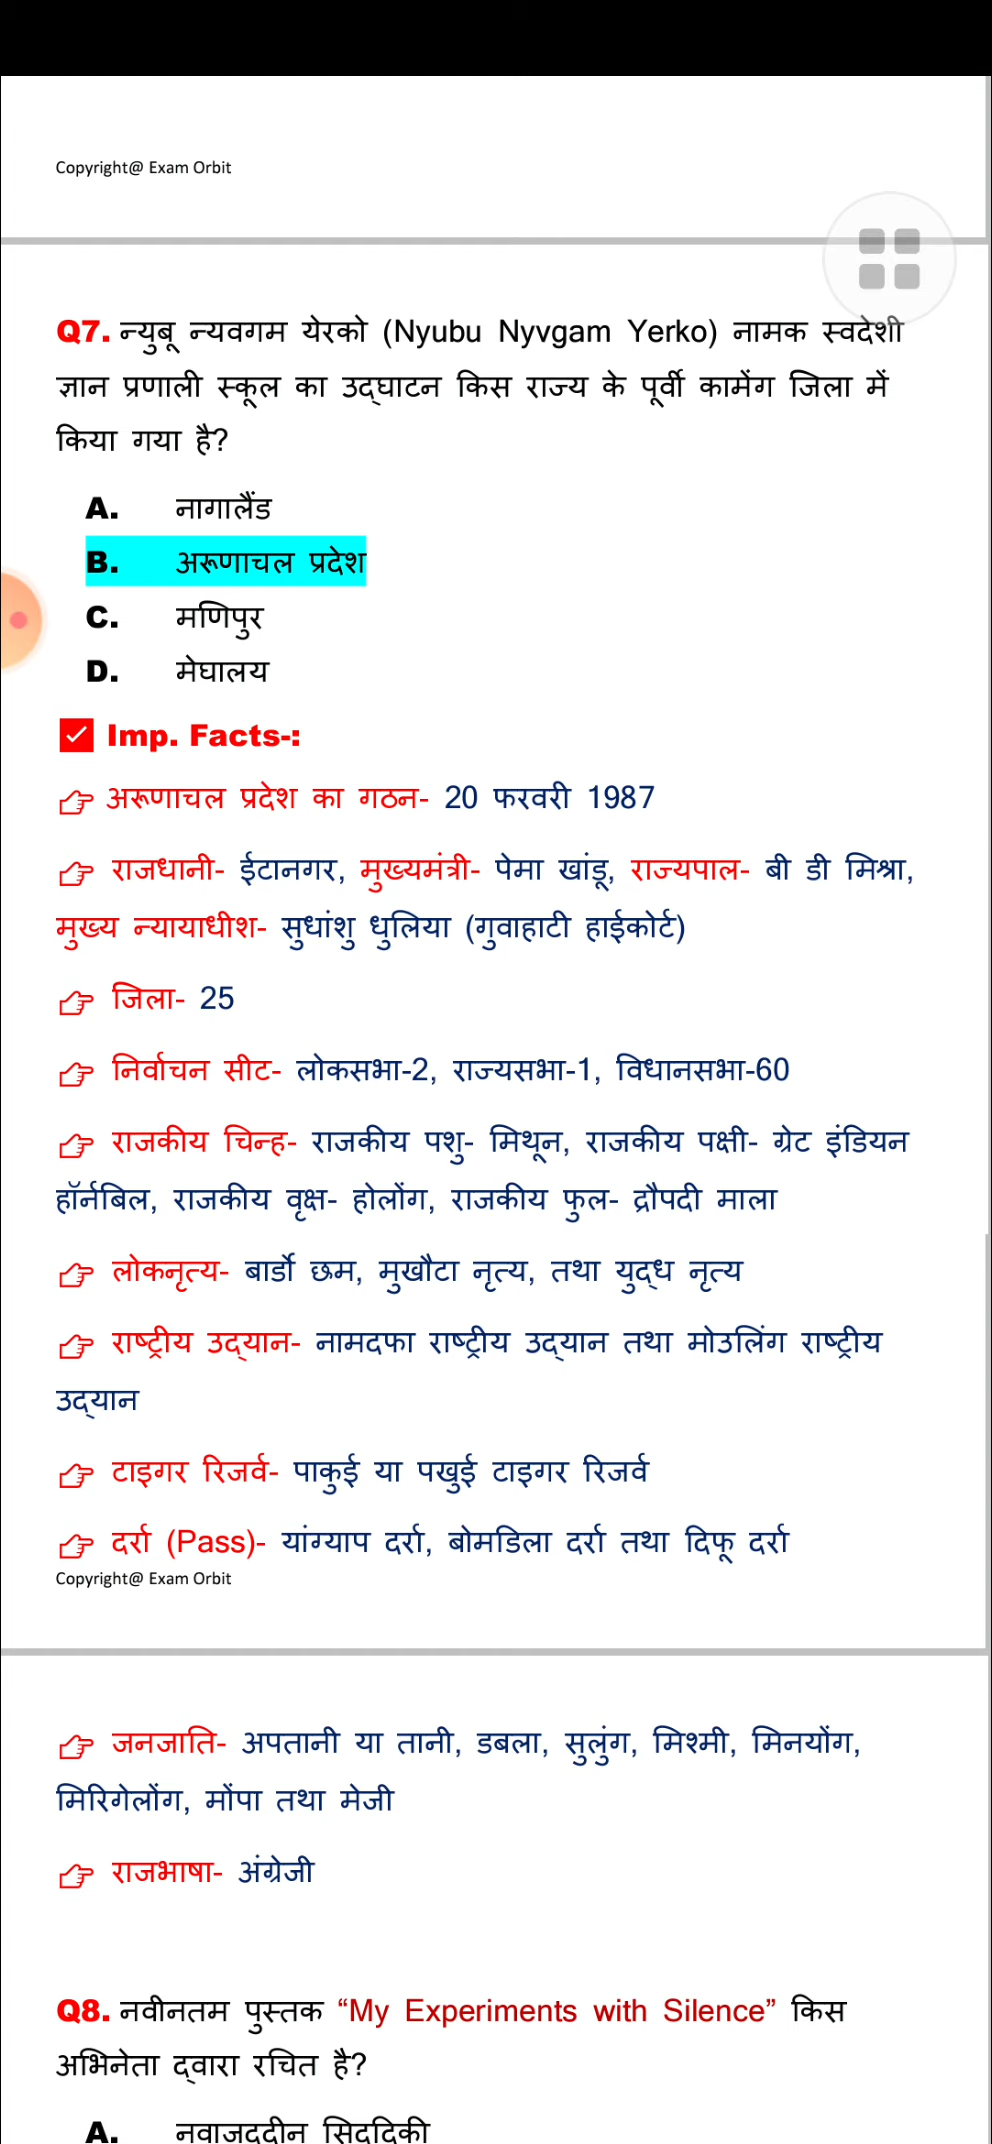 Copyright@ Exam Orbit
Q7. न्युबू न्यवगम येरको (Nyubu Nyvgam Yerko) नामक स्वदेशी
ज्ञान प्रणाली स्कूल का उद्घाटन किस राज्य के पूर्वी कामेंग जिला में
किया गया है?
A. नागालैंड
B. अरूणाचल प्रदेश
C. मणिपुर
D. मेघालय
Imp. Facts-:
अरूणाचल प्रदेश का गठन- 20 फरवरी 1987
राजधानी- ईटानगर, मुख्यमंत्री- पेमा खांडू, राज्यपाल- बी डी मिश्रा,
मुख्य न्यायाधीश- सुधांशु धुलिया (गुवाहाटी हाईकोर्ट)
जिला- 25
निर्वाचन सीट- लोकसभा-2, राज्यसभा-1, विधानसभा-60
राजकीय चिन्ह- राजकीय पशु- मिथून, राजकीय पक्षी- ग्रेट इंडियन
हॉर्नबिल, राजकीय वृक्ष- होलोंग, राजकीय फुल- द्रौपदी माला
लोकनृत्य- बार्डो छम, मुखौटा नृत्य, तथा युद्ध नृत्य
राष्ट्रीय उद्यान- नामदफा राष्ट्रीय उद्यान तथा मोउलिंग राष्ट्रीय
उद्यान
टाइगर रिजर्व- पाकुई या पखुई टाइगर रिजर्व
दर्रा (Pass)- यांग्याप दर्रा, बोमडिला दर्रा तथा दिफू दर्रा
Copyright@ Exam Orbit
जनजाति- अपतानी या तानी, डबला, सुलुंग, मिश्मी, मिनयोंग,
मिरिगेलोंग, मोंपा तथा मेजी
राजभाषा- अंग्रेजी
Q8. नवीनतम पुस्तक “My Experiments with Silence” किस
अभिनेता द्वारा रचित है?
A. नवाजुद्दीन सिद्दिकी